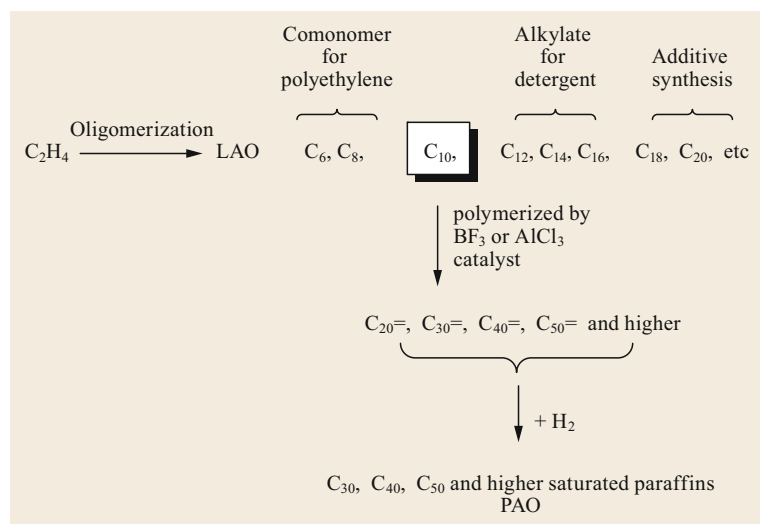 Comonomer
for
polyethylene
Alkylate
for
detergent
Additive
synthesis
Oligomerization
C₂H₄ LAO C₆, C₈, C₁₀, C₁₂, C₁₄, C₁₆, C₁₈, C₂₀, etc
polymerized by
BF₃ or AlCl₃
catalyst
C₂₀=, C₃₀=, C₄₀=, C₅₀= and higher
+ H₂
C₃₀, C₄₀, C₅₀ and higher saturated paraffins
PAO